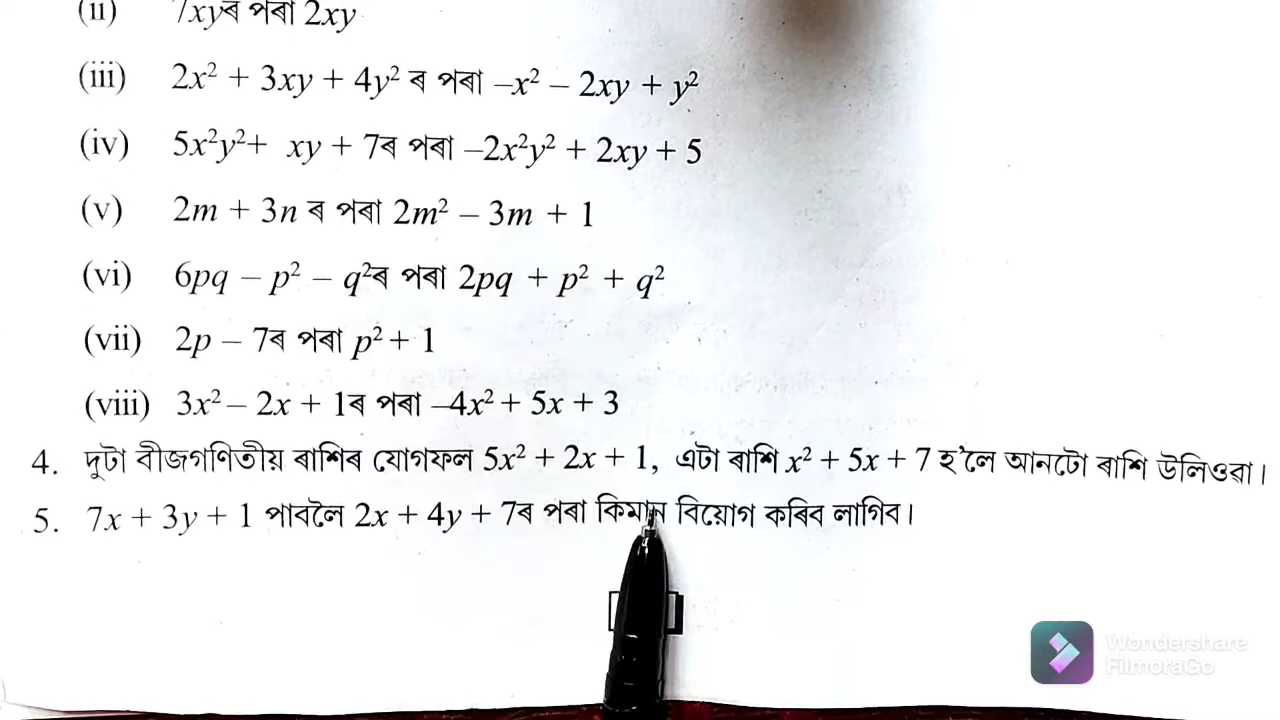 (ii) 7xyৰ পৰা 2xy
(iii) 2x² + 3xy + 4y² ৰ পৰা –x² – 2xy + y²
(iv) 5x²y²+ xy + 7ৰ পৰা –2x²y² + 2xy + 5
(v) 2m + 3n ৰ পৰা 2m² – 3m + 1
(vi) 6pq – p² – q²ৰ পৰা 2pq + p² + q²
(vii) 2p – 7ৰ পৰা p² + 1
(viii) 3x² – 2x + 1ৰ পৰা –4x² + 5x + 3
4. দুটা বীজগণিতীয় ৰাশিৰ যোগফল 5x² + 2x + 1, এটা ৰাশি x² + 5x + 7 হ'লে আনটো ৰাশি উলিওৱা।
5. 7x + 3y + 1 পাবলৈ 2x + 4y + 7ৰ পৰা কিমান বিয়োগ কৰিব লাগিব।
Wondershare
FilmoraGo